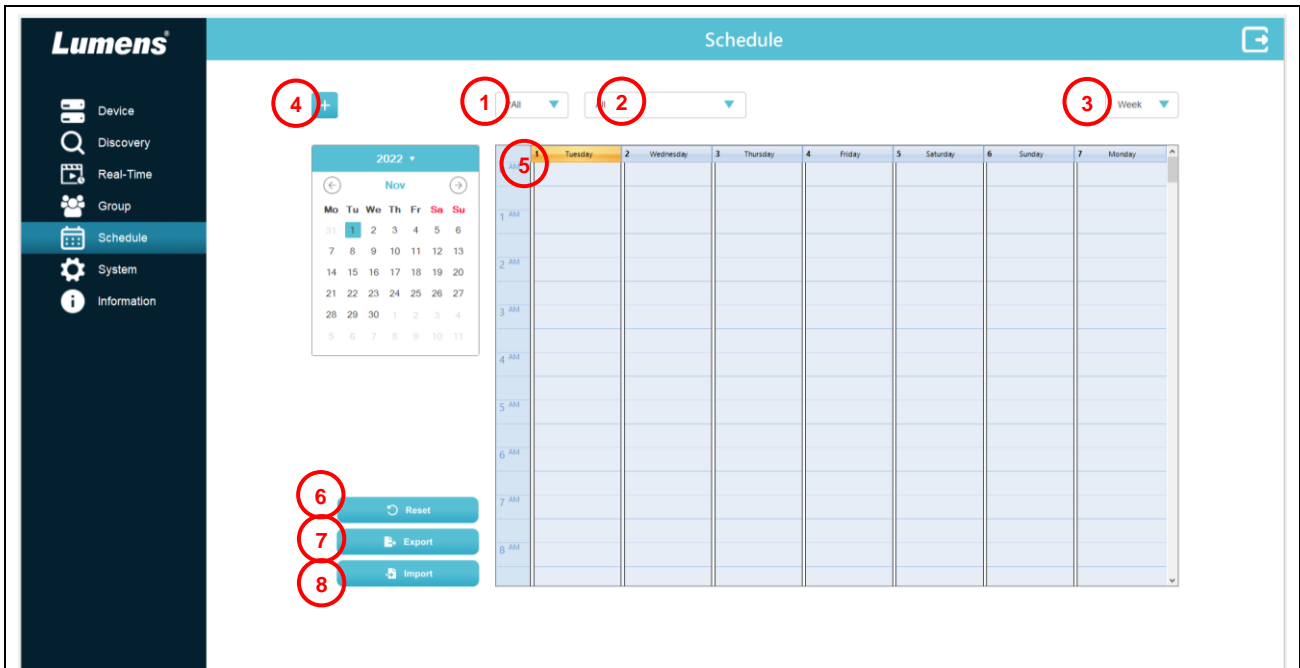 Lumens®
Schedule
Device
Discovery
Real-Time
Group
Schedule
System
Information
4
1 All
2
3 Week
2022
Nov
Mo Tu We Th Fr Sa Su
31 1 2 3 4 5 6
7 8 9 10 11 12 13
14 15 16 17 18 19 20
21 22 23 24 25 26 27
28 29 30 1 2 3 4
5 6 7 8 9 10 11
6 Reset
7 Export
8 Import
1 Tuesday 2 Wednesday 3 Thursday 4 Friday 5 Saturday 6 Sunday 7 Monday
AM 5
1 AM
2 AM
3 AM
4 AM
5 AM
6 AM
7 AM
8 AM